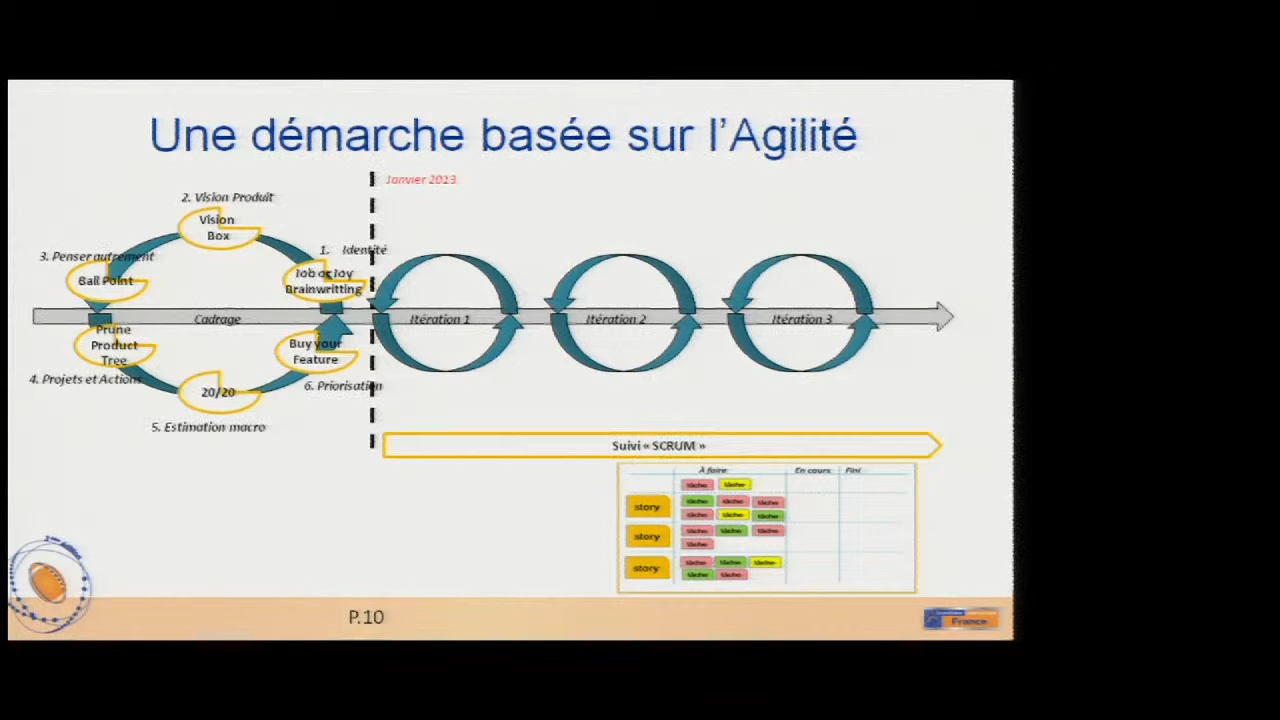 Une démarche basée sur l'Agilité
Janvier 2013
2. Vision Produit
Vision
Box
1. Identité
3. Penser autrement
Ball Point
Brainwritting
Cadrage
Itération 1
Itération 2
Itération 3
Prune
Product
Tree
Buy your
Feature
4. Projets et Actions
6. Priorisation
20/20
5. Estimation macro
Suivi « SCRUM »
À faire
En cours
Fini
tâche
tâche
story
tâche
tâche
tâche
tâche
tâche
tâche
story
tâche
tâche
tâche
tâche
story
tâche
tâche
tâche
tâche
tâche
P.10
France